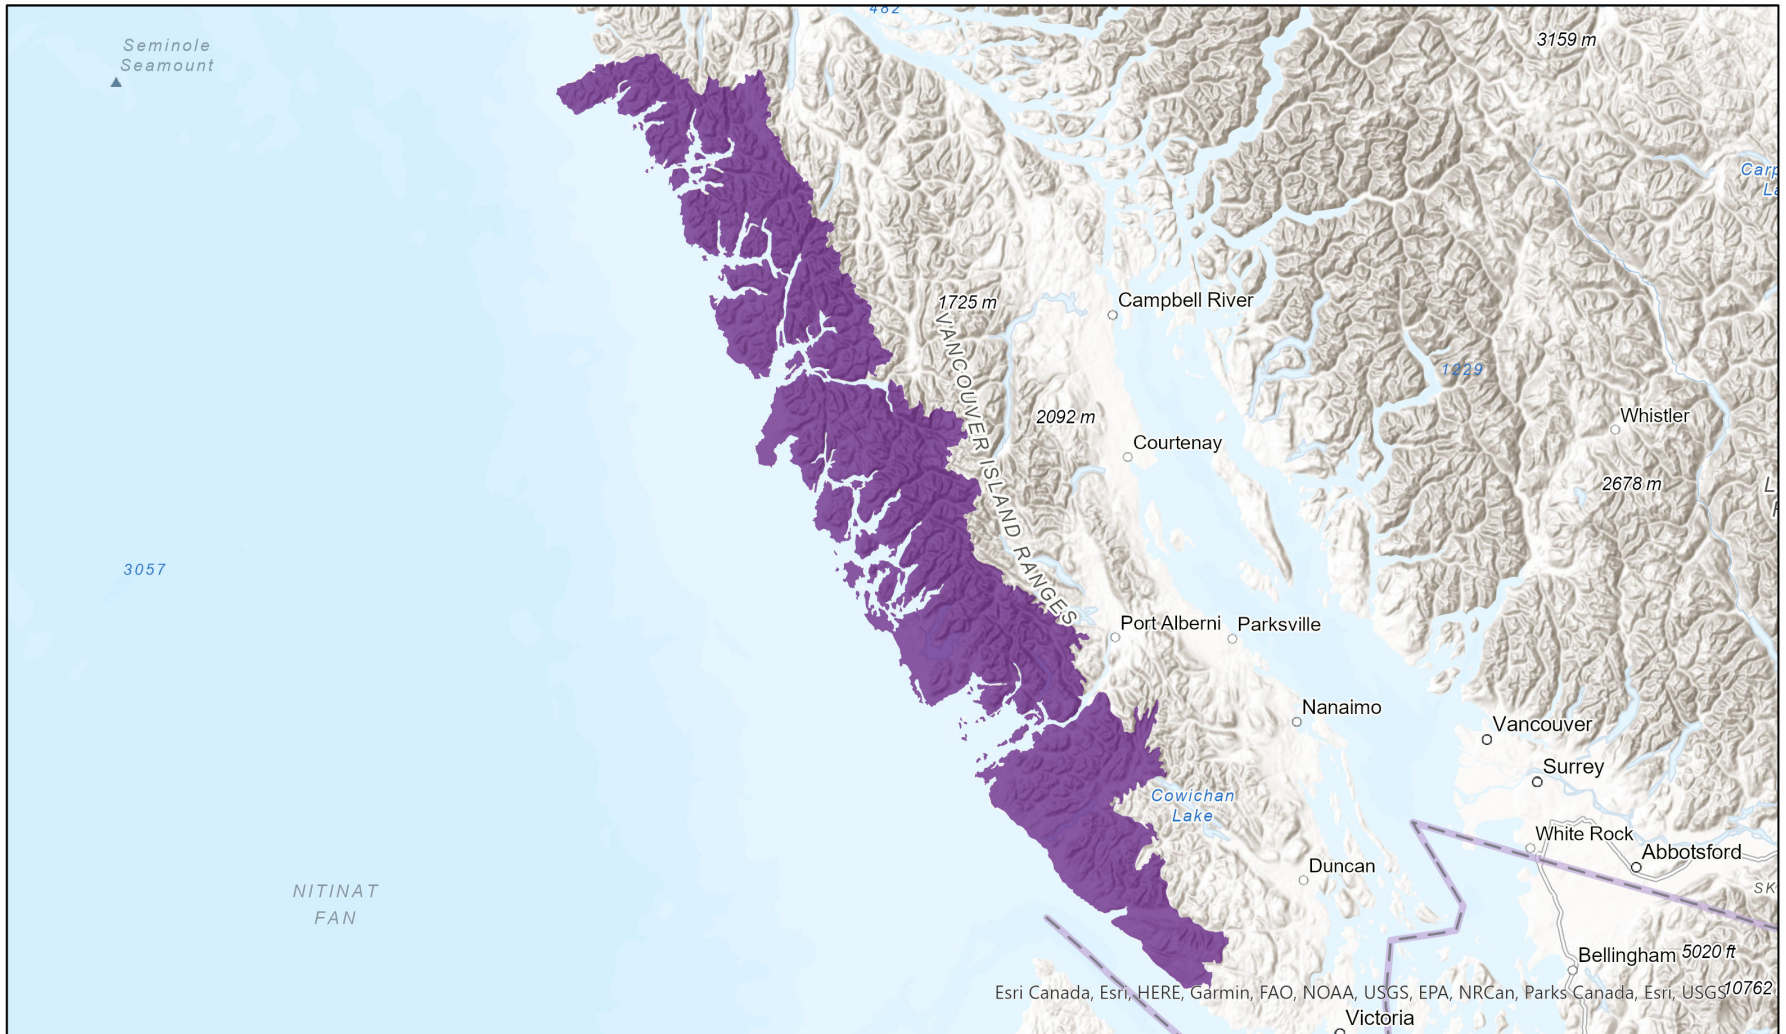 482
Seminole
Seamount
3159 m
1725 m
Campbell River
VANCOUVER ISLAND RANGES
1229
2092 m
Whistler
Courtenay
2678 m
3057
Port Alberni
Parksville
Nanaimo
Vancouver
Surrey
Cowichan
Lake
White Rock
Abbotsford
Duncan
NITINAT
FAN
SK
Bellingham
5020 ft
10762
Esri Canada, Esri, HERE, Garmin, FAO, NOAA, USGS, EPA, NRCan, Parks Canada, Esri, USGS
Victoria